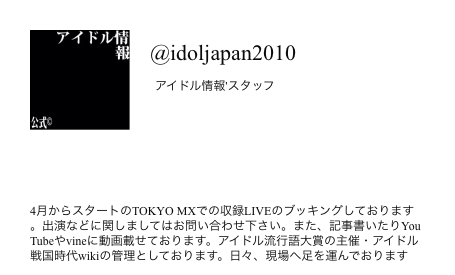 アイドル情
報
公式©
@idoljapan2010
アイドル情報'スタッフ
4月からスタートのTOKYO MXでの収録LIVEのブッキングしております
。出演などに関しましてはお問い合わせ下さい。また、記事書いたりYou
Tubeやvineに動画載せております。アイドル流行語大賞の主催・アイドル
戦国時代wikiの管理としております。日々、現場へ足を運んでおります